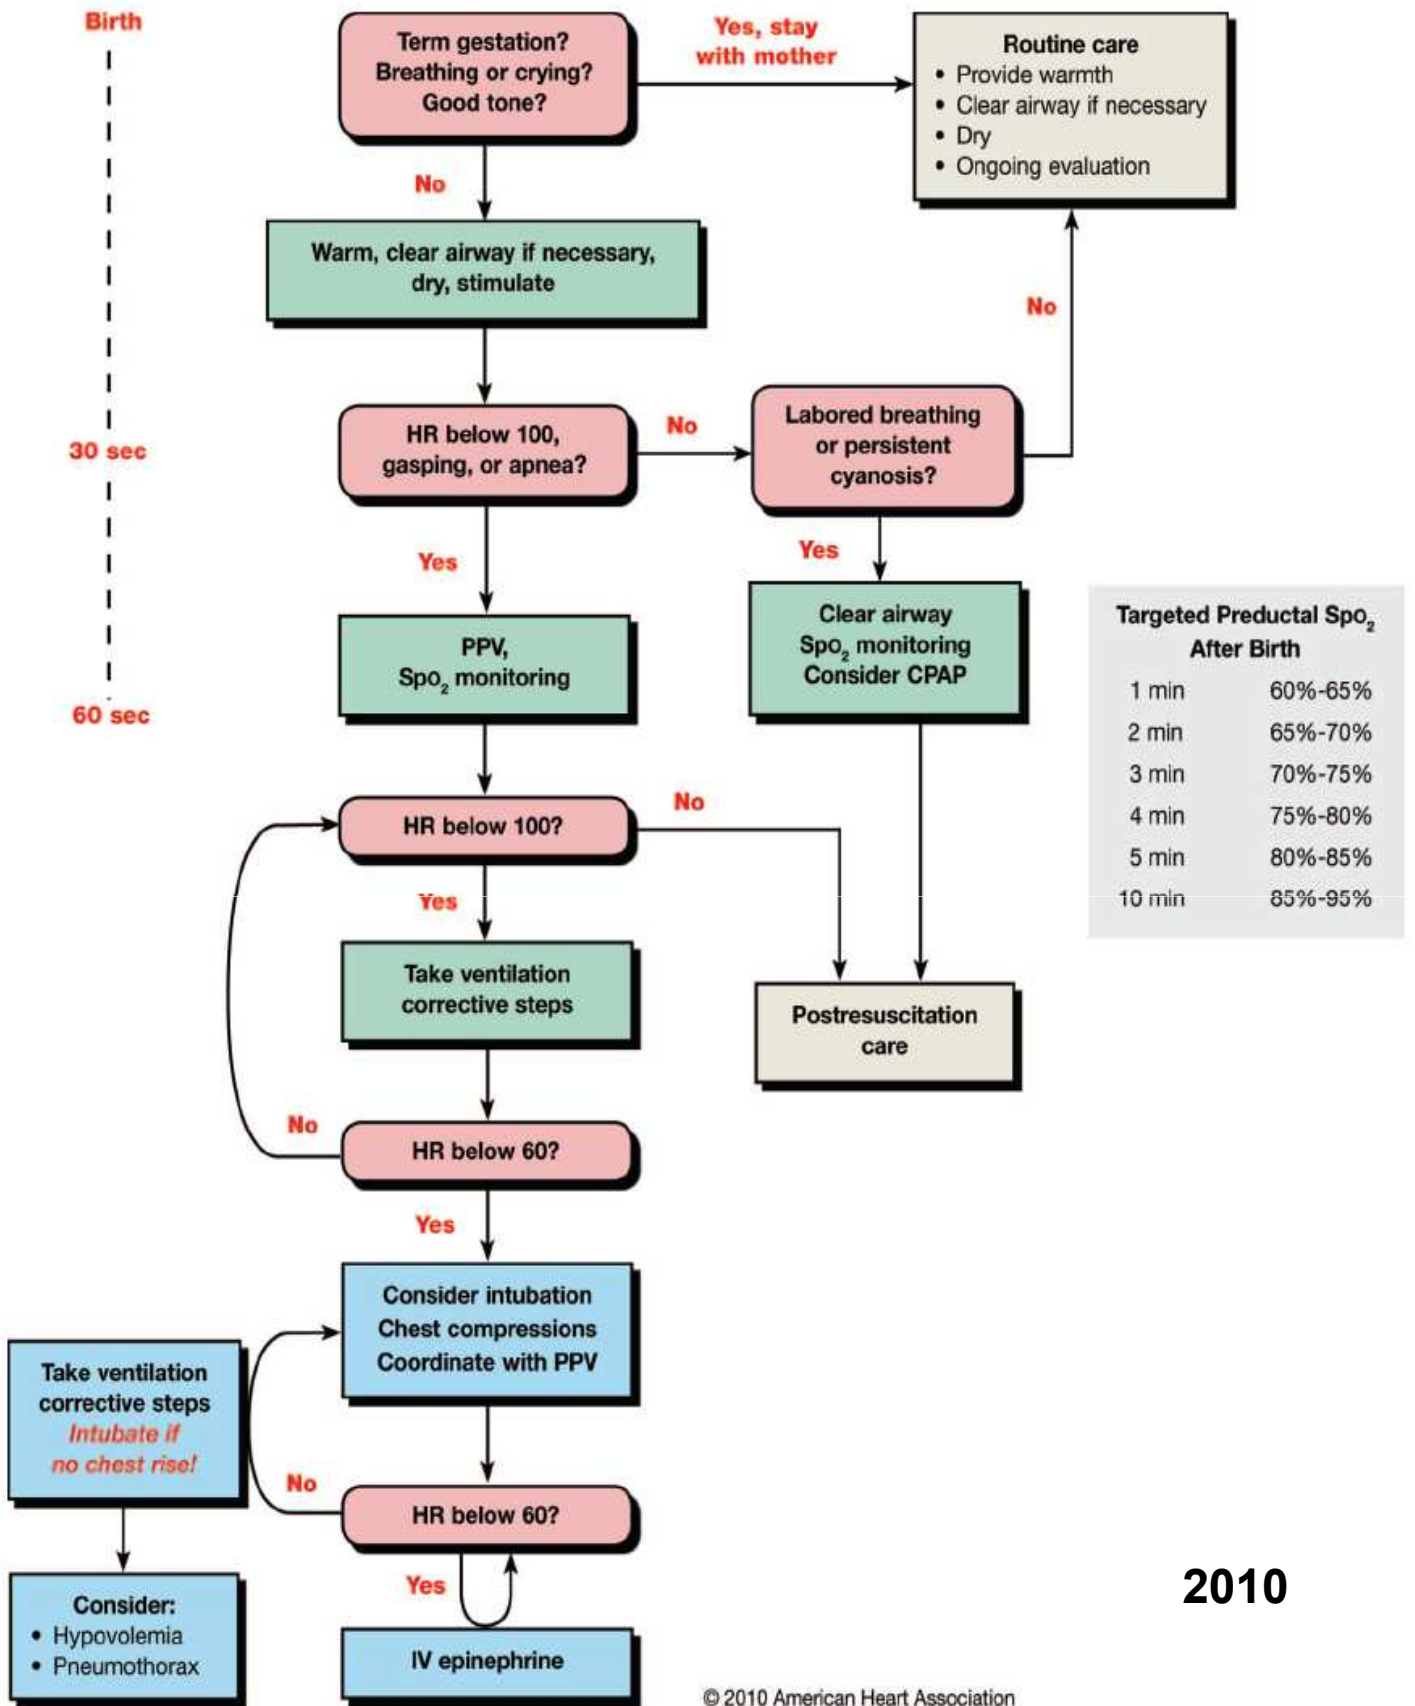 Birth
Term gestation?
Breathing or crying?
Good tone?
Yes, stay
with mother
Routine care
• Provide warmth
• Clear airway if necessary
• Dry
• Ongoing evaluation
No
Warm, clear airway if necessary,
dry, stimulate
No
30 sec
HR below 100,
gasping, or apnea?
No
Labored breathing
or persistent
cyanosis?
Yes
Yes
PPV,
SpO₂ monitoring
Clear airway
SpO₂ monitoring
Consider CPAP
60 sec
Targeted Preductal SpO₂
After Birth
1 min 60%-65%
2 min 65%-70%
3 min 70%-75%
4 min 75%-80%
5 min 80%-85%
10 min 85%-95%
HR below 100?
No
Yes
Take ventilation
corrective steps
Postresuscitation
care
No
HR below 60?
Yes
Consider intubation
Chest compressions
Coordinate with PPV
Take ventilation
corrective steps
Intubate if
no chest rise!
No
HR below 60?
Yes
Consider:
• Hypovolemia
• Pneumothorax
IV epinephrine
2010
© 2010 American Heart Association